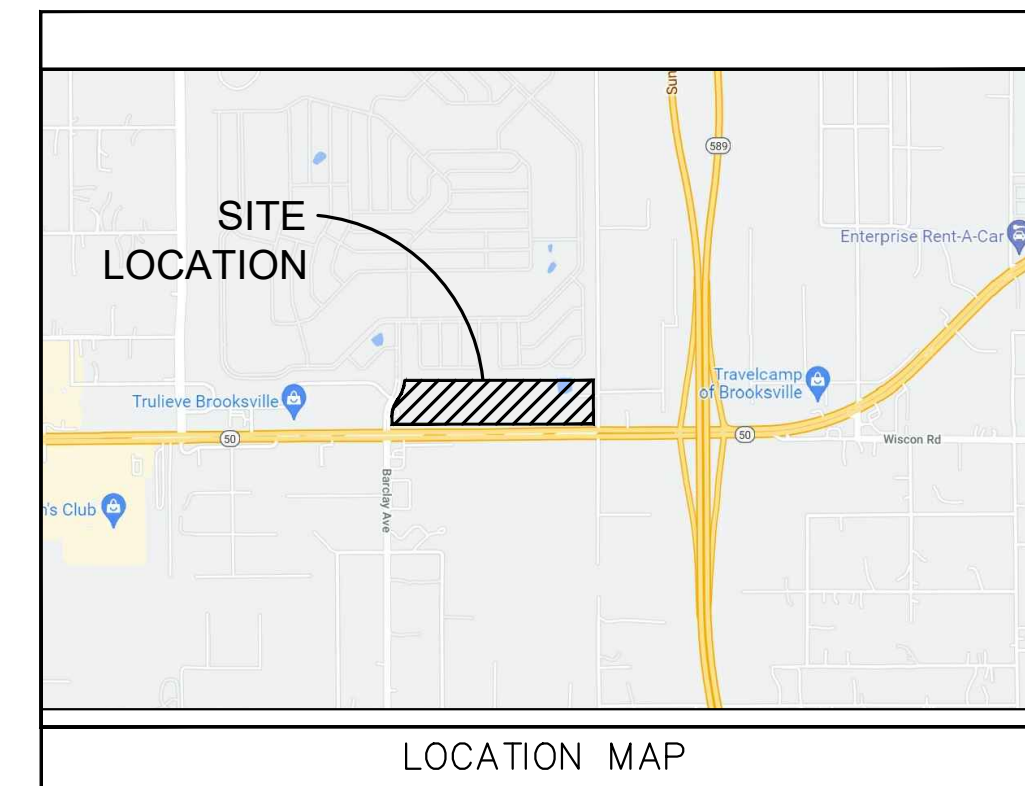 Sun
589
SITE
LOCATION
Enterprise Rent-A-Car
Travelcamp
of Brooksville
Trulieve Brooksville
50
50
Wiscon Rd
Barclay Ave
n's Club
LOCATION MAP